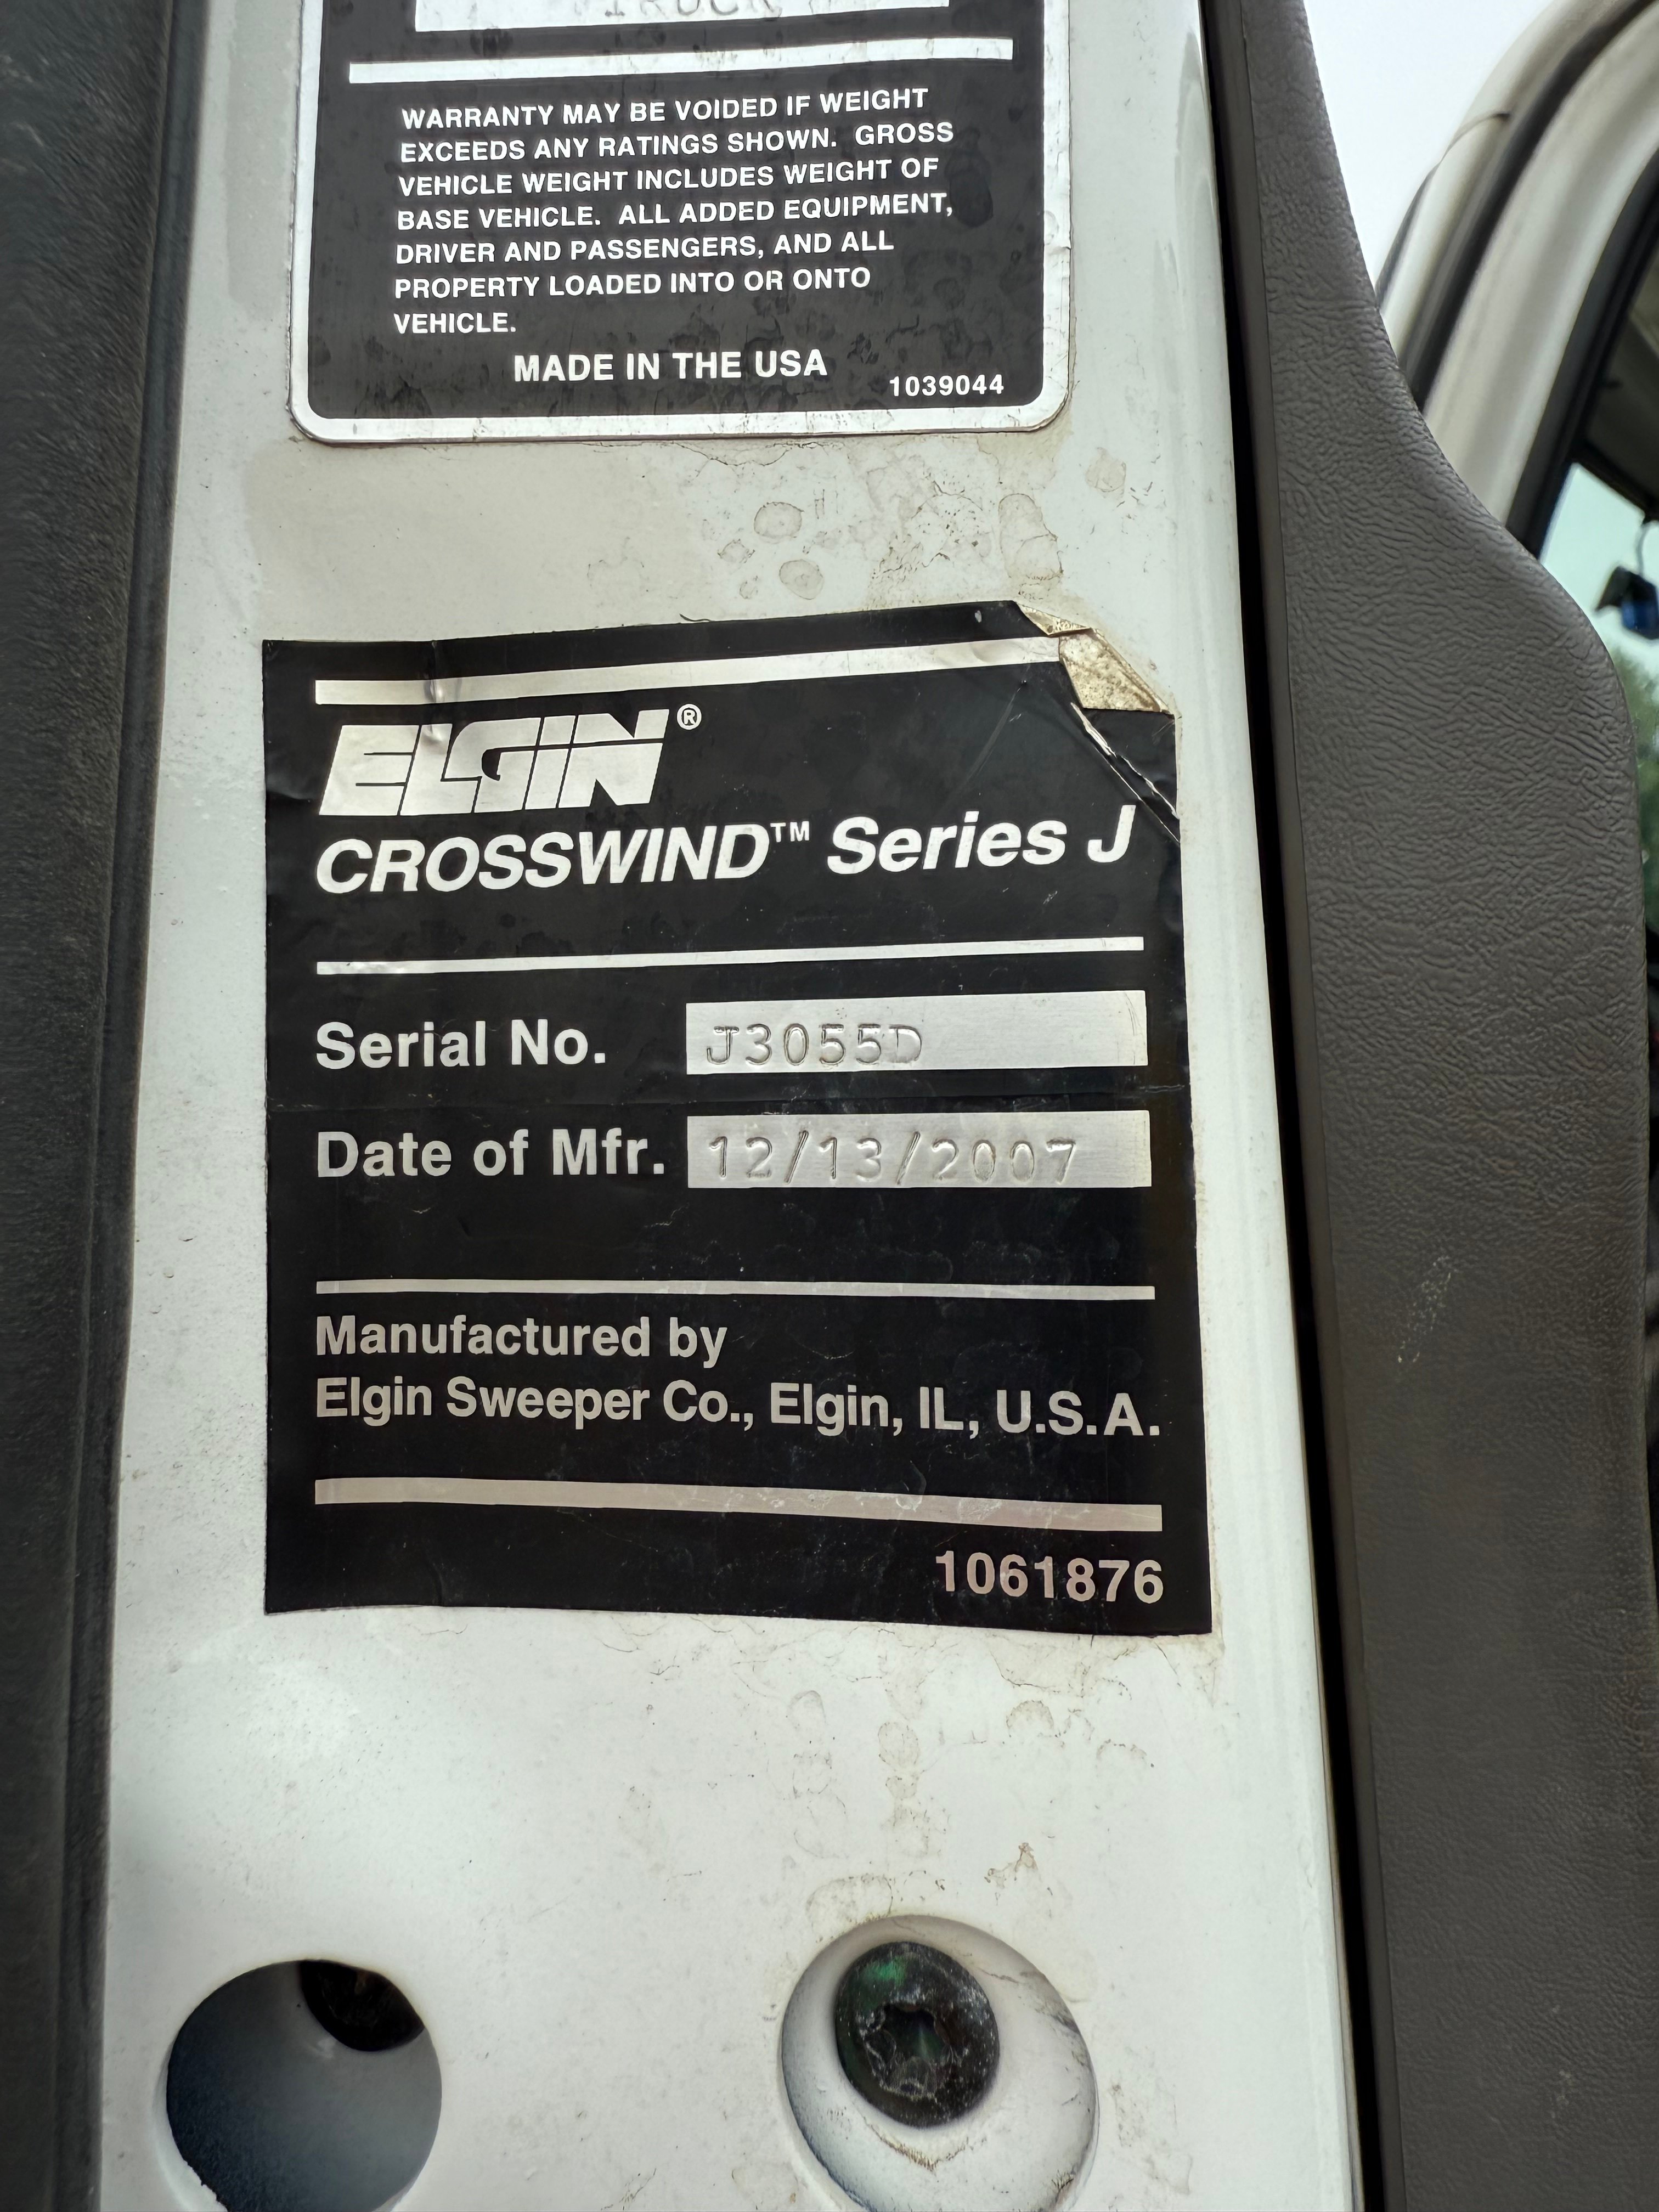 TRUCK
WARRANTY MAY BE VOIDED IF WEIGHT
EXCEEDS ANY RATINGS SHOWN. GROSS
VEHICLE WEIGHT INCLUDES WEIGHT OF
BASE VEHICLE. ALL ADDED EQUIPMENT,
DRIVER AND PASSENGERS, AND ALL
PROPERTY LOADED INTO OR ONTO
VEHICLE.
MADE IN THE USA
1039044
ELGIN®
CROSSWIND™ Series J
Serial No. J3055D
Date of Mfr. 12/13/2007
Manufactured by
Elgin Sweeper Co., Elgin, IL, U.S.A.
1061876